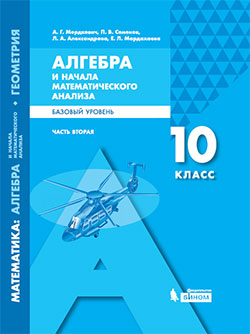 А. Г. Мордкович, П. В. Семенов,
Л. А. Александрова, Е. Л. Мардахаева
АЛГЕБРА
И НАЧАЛА
МАТЕМАТИЧЕСКОГО
АНАЛИЗА
БАЗОВЫЙ УРОВЕНЬ
ЧАСТЬ ВТОРАЯ
10
КЛАСС
А
Издательство
БИНОМ
МАТЕМАТИКА: АЛГЕБРА И НАЧАЛА МАТЕМАТИЧЕСКОГО АНАЛИЗА • ГЕОМЕТРИЯ